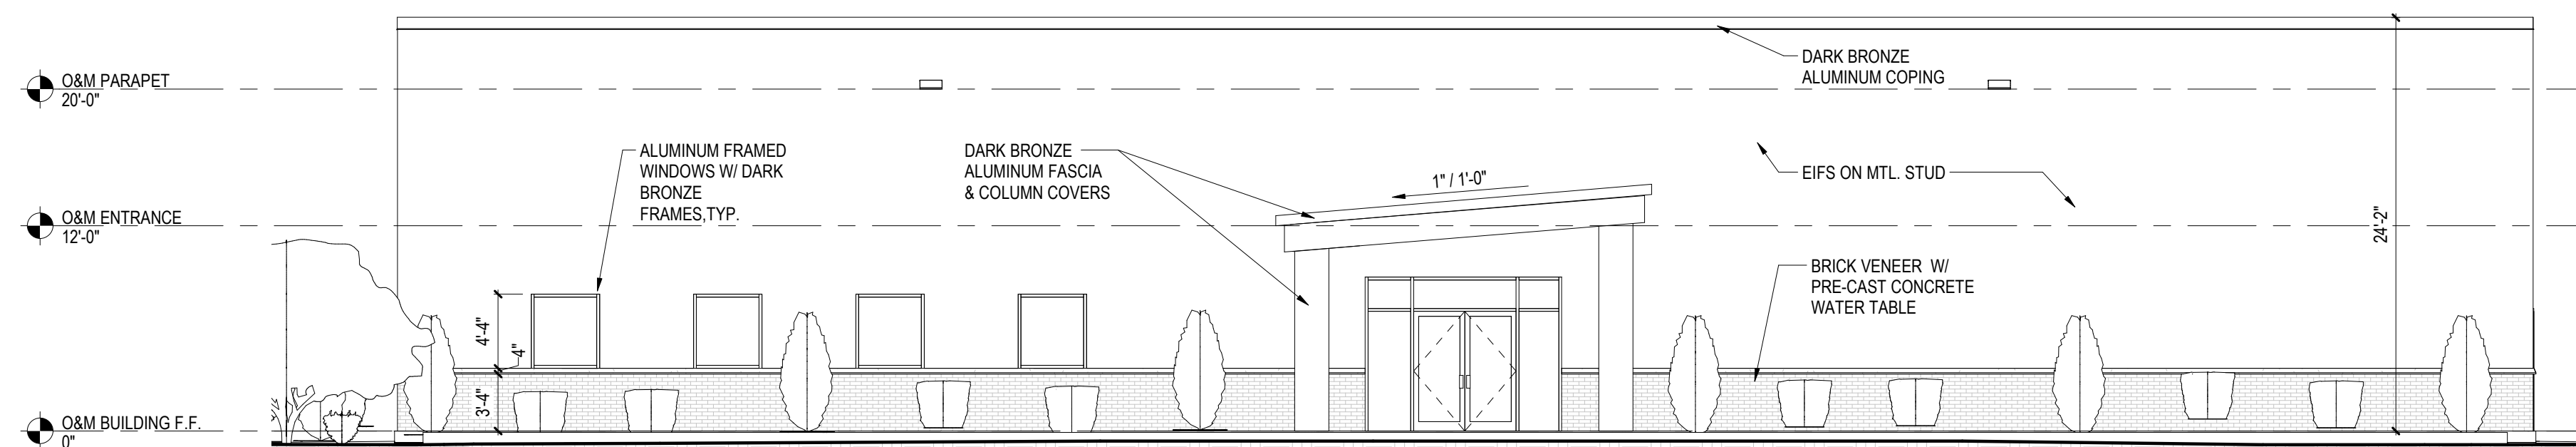 DARK BRONZE
ALUMINUM COPING
O&M PARAPET
20'-0"
ALUMINUM FRAMED
WINDOWS W/ DARK
BRONZE
FRAMES,TYP.
DARK BRONZE
ALUMINUM FASCIA
& COLUMN COVERS
1" / 1'-0"
EIFS ON MTL. STUD
O&M ENTRANCE
12'-0"
24'-2"
BRICK VENEER W/
PRE-CAST CONCRETE
WATER TABLE
4'-4"
4"
3'-4"
O&M BUILDING F.F.
0"